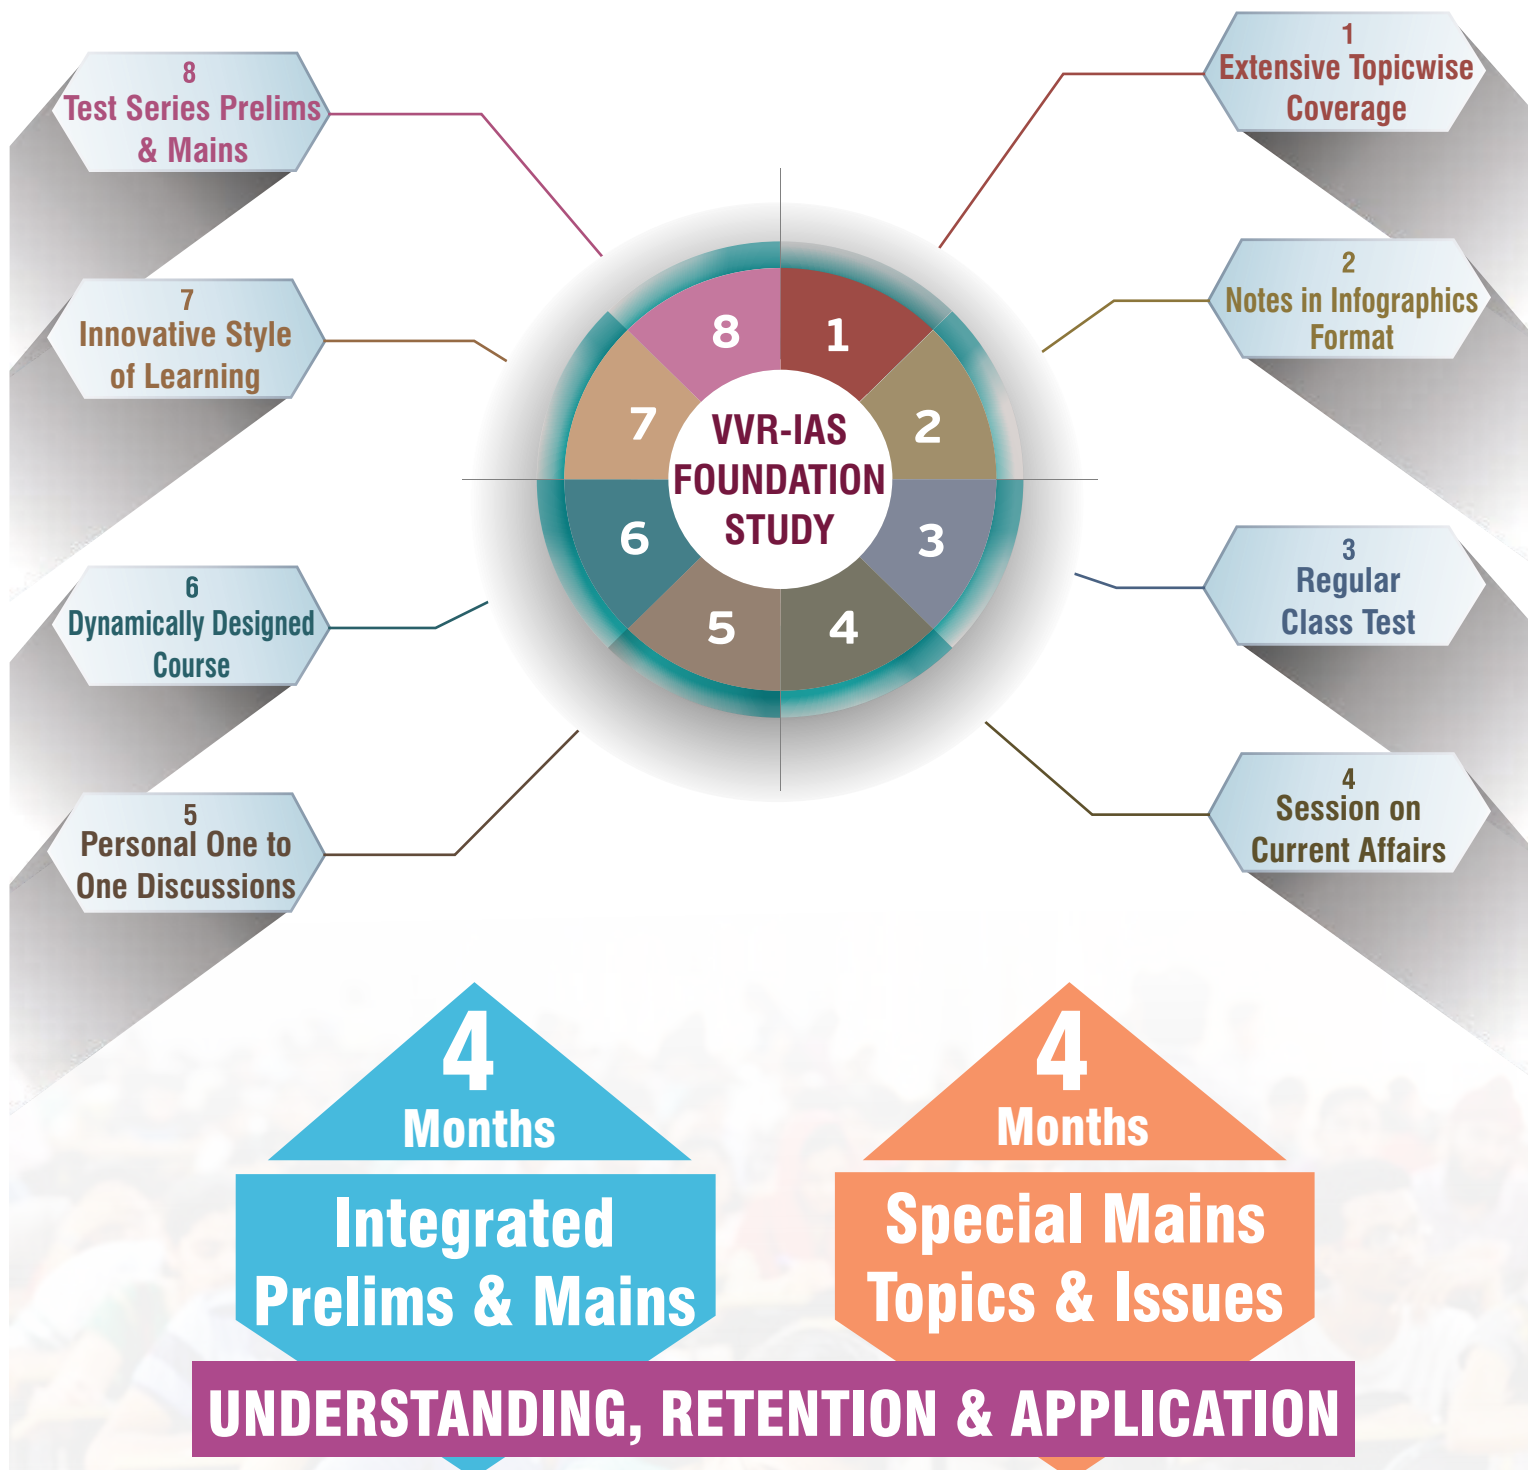 8
Test Series Prelims
& Mains
7
Innovative Style
of Learning
6
Dynamically Designed
Course
5
Personal One to
One Discussions
8
1
7
2
6
3
5
4
VVR-IAS
FOUNDATION
STUDY
1
Extensive Topicwise
Coverage
2
Notes in Infographics
Format
3
Regular
Class Test
4
Session on
Current Affairs
4
Months
Integrated
Prelims & Mains
4
Months
Special Mains
Topics & Issues
UNDERSTANDING, RETENTION & APPLICATION